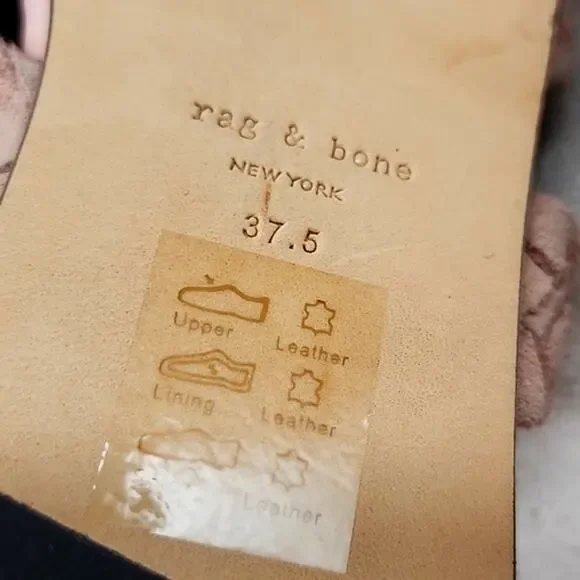 rag & bone
NEW YORK
37.5
Upper Leather
Lining Leather
Leather